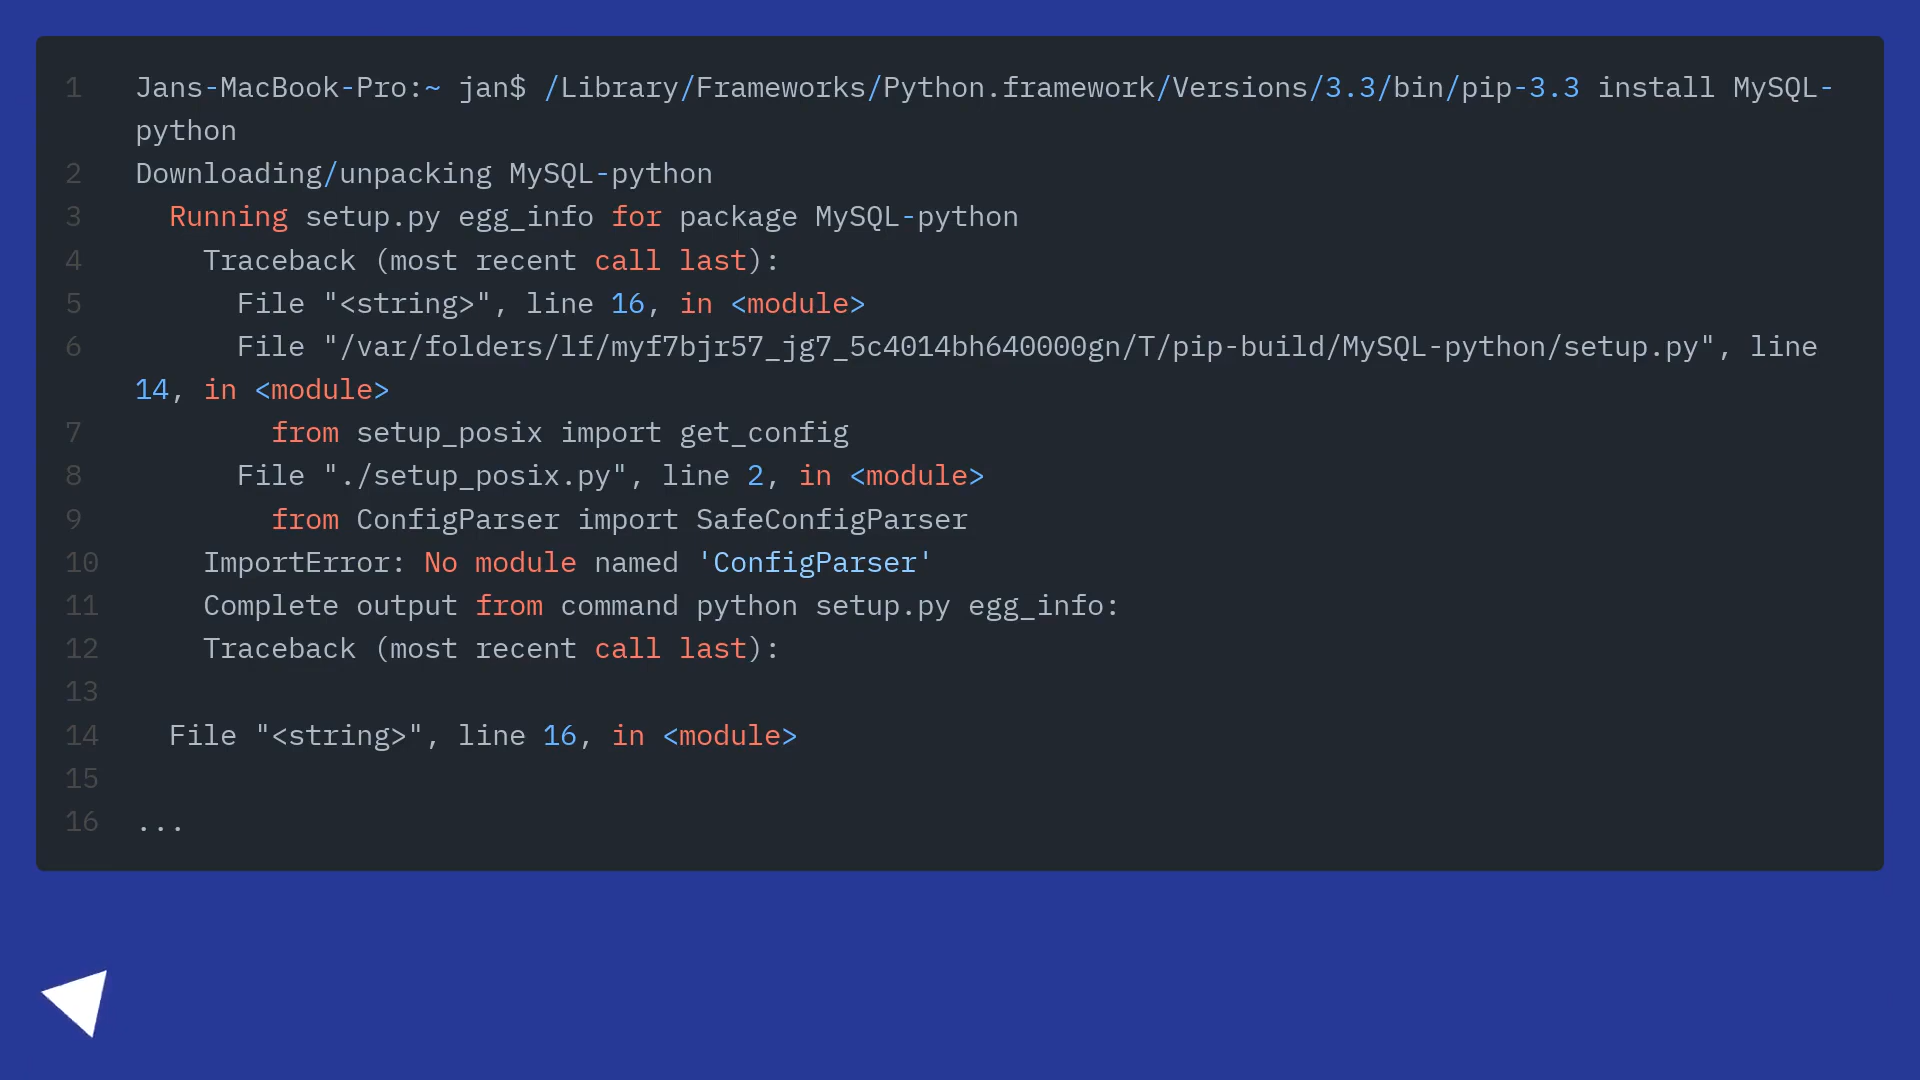 1 Jans-MacBook-Pro:~ jan$ /Library/Frameworks/Python.framework/Versions/3.3/bin/pip-3.3 install MySQL-
python
2 Downloading/unpacking MySQL-python
3 Running setup.py egg_info for package MySQL-python
4 Traceback (most recent call last):
5 File "<string>", line 16, in <module>
6 File "/var/folders/lf/myf7bjr57_jg7_5c4014bh640000gn/T/pip-build/MySQL-python/setup.py", line
14, in <module>
7 from setup_posix import get_config
8 File "./setup_posix.py", line 2, in <module>
9 from ConfigParser import SafeConfigParser
10 ImportError: No module named 'ConfigParser'
11 Complete output from command python setup.py egg_info:
12 Traceback (most recent call last):
13
14 File "<string>", line 16, in <module>
15
16 ...